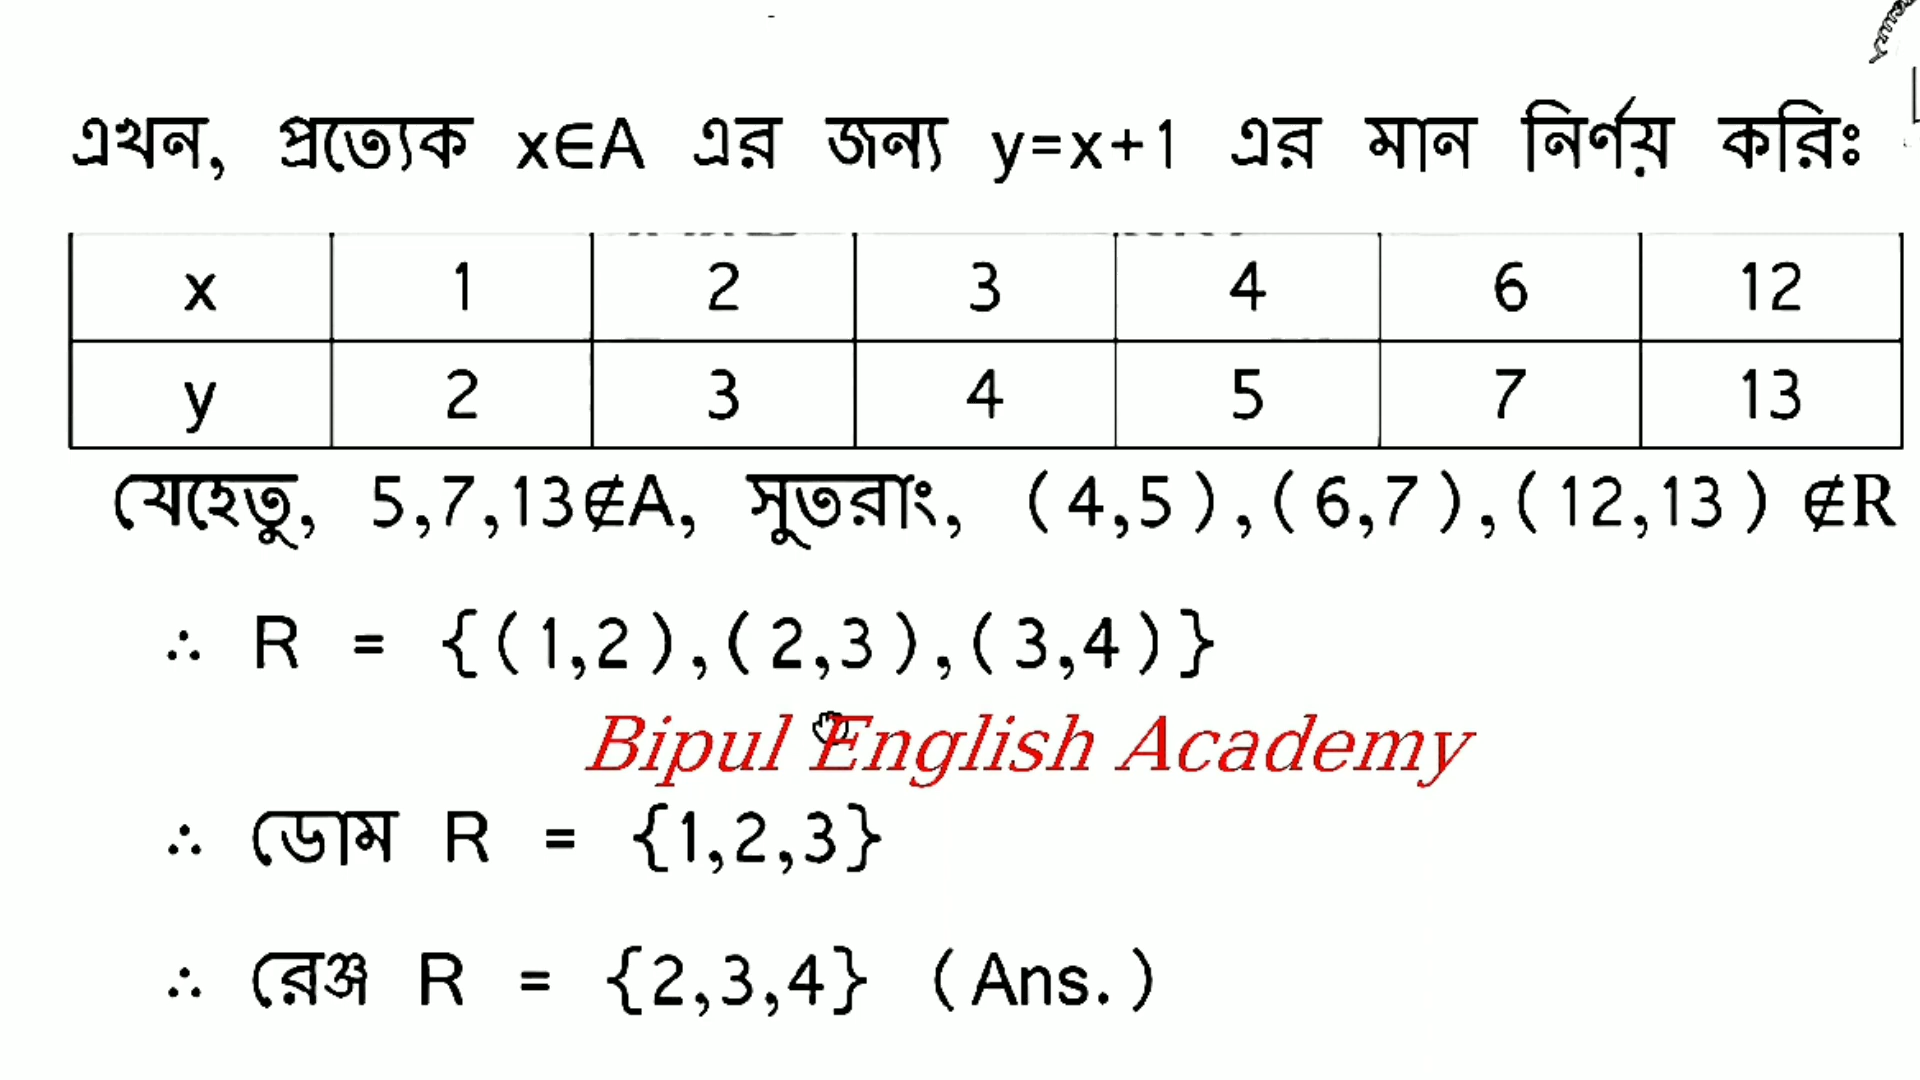 এখন, প্রত্যেক x∈A এর জন্য y=x+1 এর মান নির্ণয় করিঃ
x 1 2 3 4 6 12
y 2 3 4 5 7 13
যেহেতু, 5,7,13∉A, সুতরাং, (4,5),(6,7),(12,13)∉R
∴ R = {(1,2),(2,3),(3,4)}
Bipul English Academy
∴ ডোম R = {1,2,3}
∴ রেঞ্জ R = {2,3,4} (Ans.)